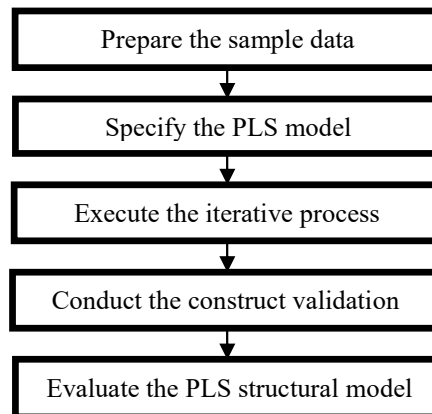 Prepare the sample data
Specify the PLS model
Execute the iterative process
Conduct the construct validation
Evaluate the PLS structural model